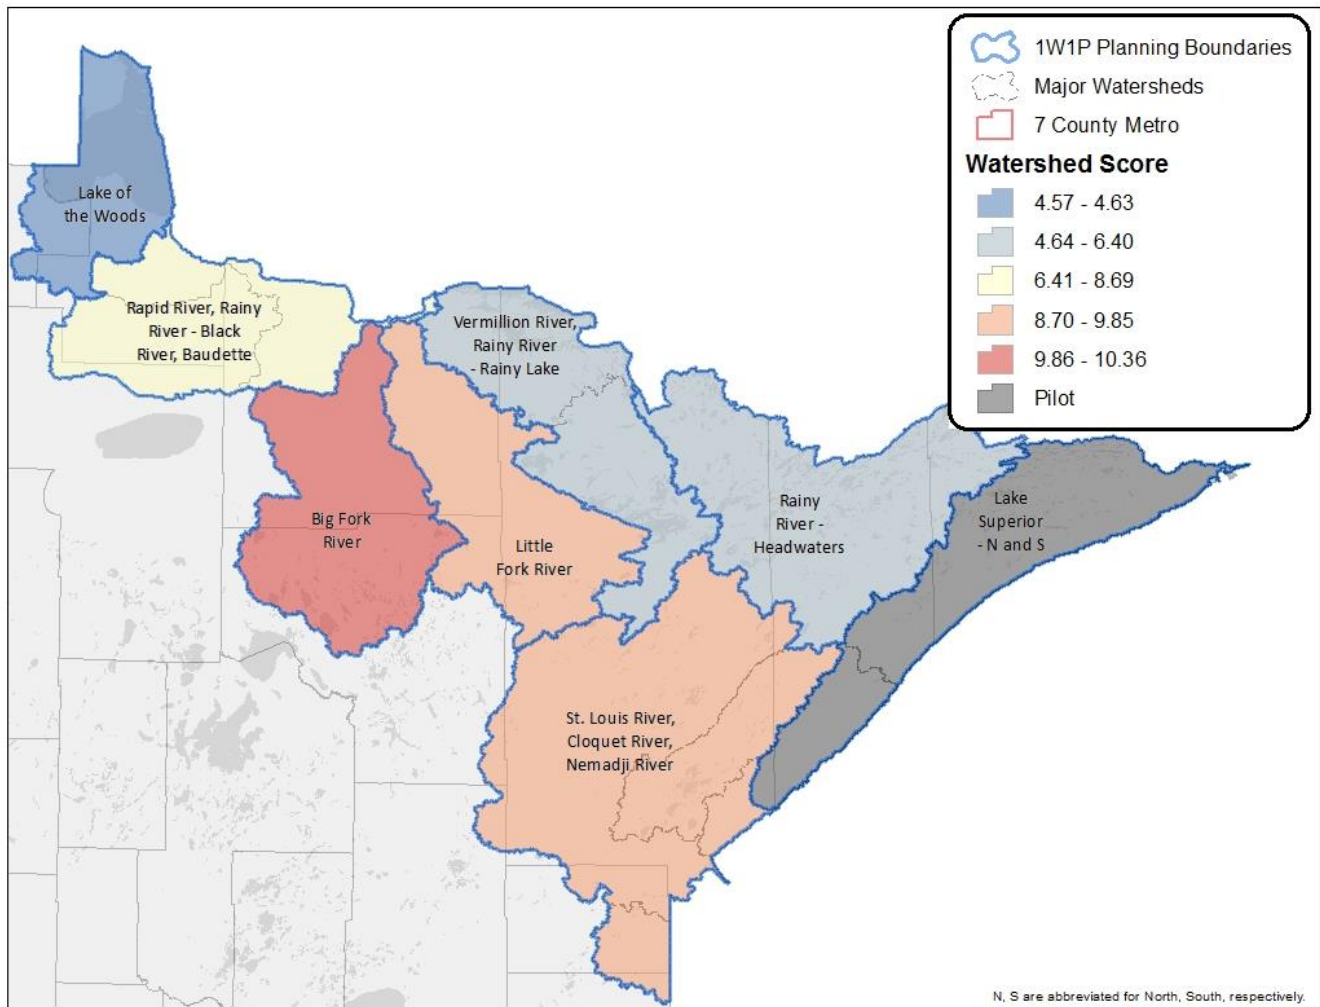 1W1P Planning Boundaries
Major Watersheds
7 County Metro
Watershed Score
4.57 - 4.63
4.64 - 6.40
6.41 - 8.69
8.70 - 9.85
9.86 - 10.36
Pilot
Lake of
the Woods
Rapid River, Rainy
River - Black
River, Baudette
Vermillion River,
Rainy River
- Rainy Lake
Big Fork
River
Little
Fork River
Rainy
River -
Headwaters
Lake
Superior
- N and S
St. Louis River,
Cloquet River,
Nemadji River
N, S are abbreviated for North, South, respectively.